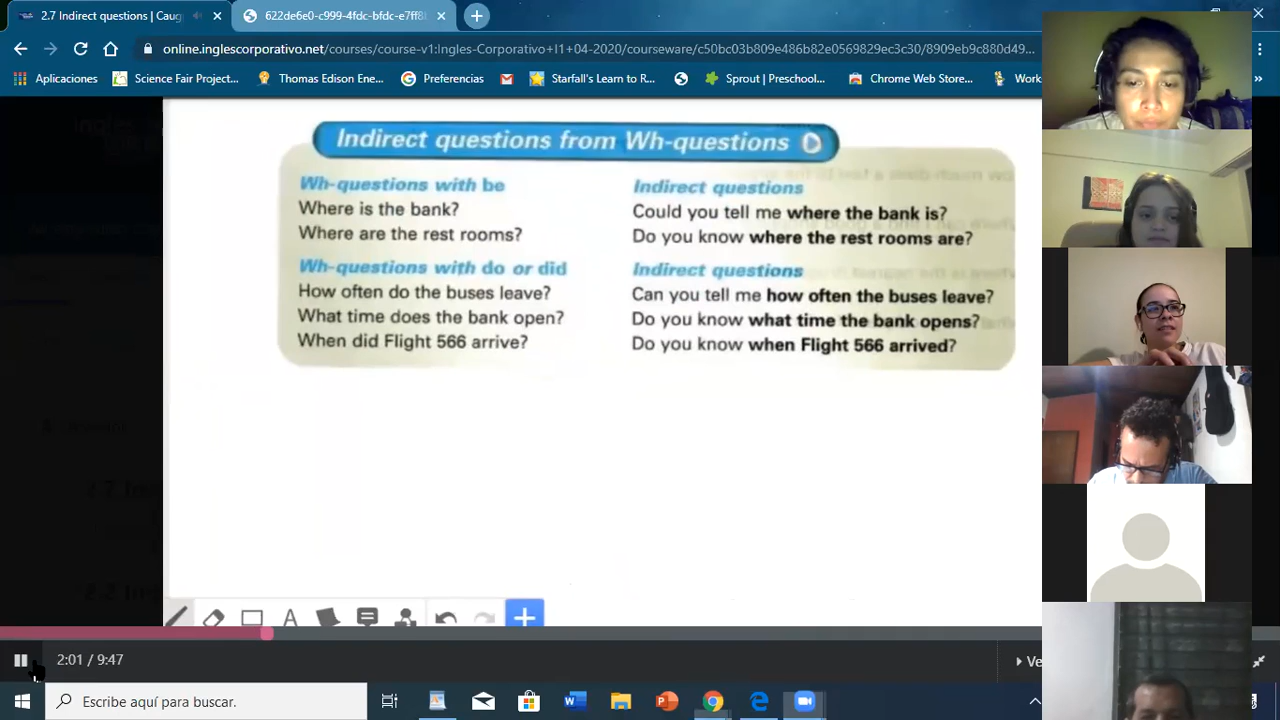 2.7 Indirect questions | Caug
622de6e0-c999-4fdc-bfdc-e7ff8
online.inglescorporativo.net/courses/course-v1:Ingles-Corporativo+I1+04-2020/courseware/c50bc03b809e486b82e0569829ec3c30/8909eb9c880d49...
Aplicaciones
Science Fair Project...
Thomas Edison Ene...
Preferencias
Starfall's Learn to R...
Sprout | Preschool...
Chrome Web Store...
Work
Indirect questions from Wh-questions
Wh-questions with be
Where is the bank?
Where are the rest rooms?
Wh-questions with do or did
How often do the buses leave?
What time does the bank open?
When did Flight 566 arrive?
Indirect questions
Could you tell me where the bank is?
Do you know where the rest rooms are?
Indirect questions
Can you tell me how often the buses leave?
Do you know what time the bank opens?
Do you know when Flight 566 arrived?
A
2:01 / 9:47
Ve
Escribe aquí para buscar.